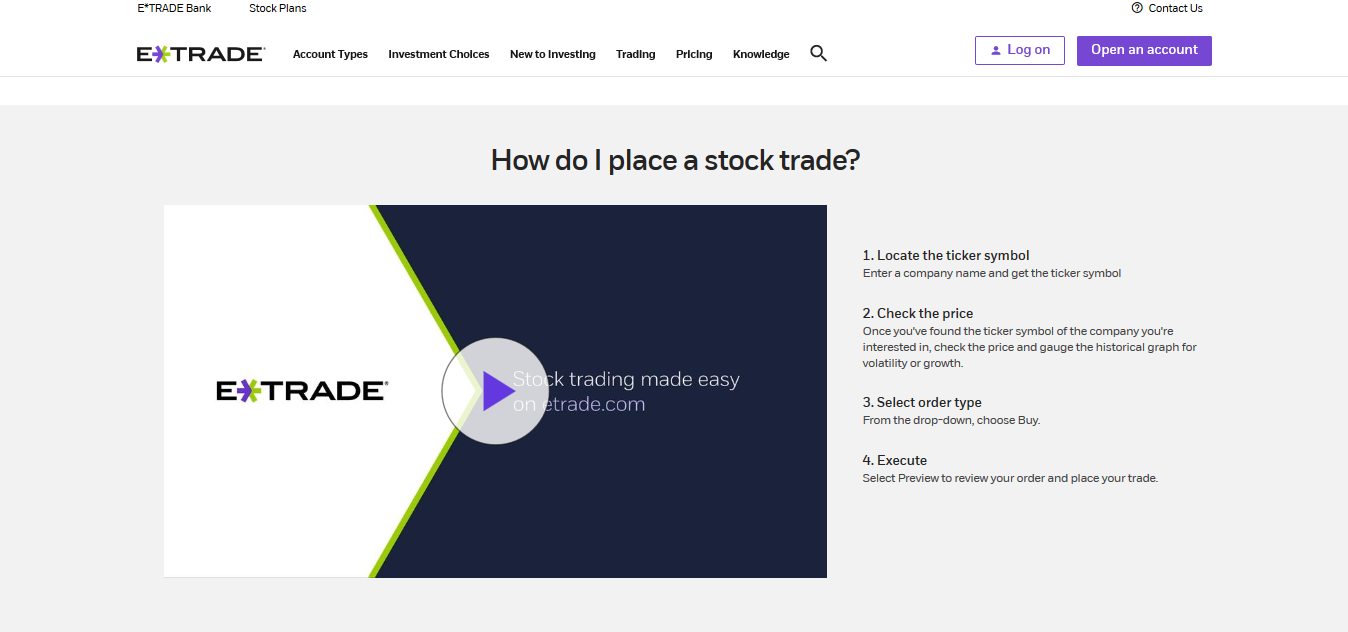 E*TRADE Bank
Stock Plans
Contact Us
E*TRADE
Account Types
Investment Choices
New to Investing
Trading
Pricing
Knowledge
Log on
Open an account
How do I place a stock trade?
E*TRADE®
Stock trading made easy
on etrade.com
1. Locate the ticker symbol
Enter a company name and get the ticker symbol
2. Check the price
Once you've found the ticker symbol of the company you're
interested in, check the price and gauge the historical graph for
volatility or growth.
3. Select order type
From the drop-down, choose Buy.
4. Execute
Select Preview to review your order and place your trade.